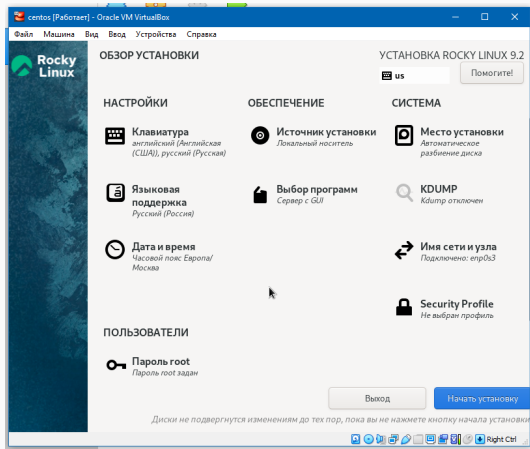 centos [Работает] - Oracle VM VirtualBox
Файл Машина Вид Ввод Устройства Справка
Rocky
Linux
ОБЗОР УСТАНОВКИ
УСТАНОВКА ROCKY LINUX 9.2
us
Помогите!
НАСТРОЙКИ
Клавиатура
английский (Английская
(США)), русский (Русская)
Языковая
поддержка
Русский (Россия)
Дата и время
Часовой пояс Европа/
Москва
ОБЕСПЕЧЕНИЕ
Источник установки
Локальный носитель
Выбор программ
Сервер с GUI
СИСТЕМА
Место установки
Автоматическое
разбиение диска
KDUMP
Kdump отключен
Имя сети и узла
Подключено: enp0s3
Security Profile
Не выбран профиль
ПОЛЬЗОВАТЕЛИ
Пароль root
Пароль root задан
Выход
Начать установку
Диски не подвергнутся изменениям до тех пор, пока вы не нажмете кнопку начала установки
Right Ctrl